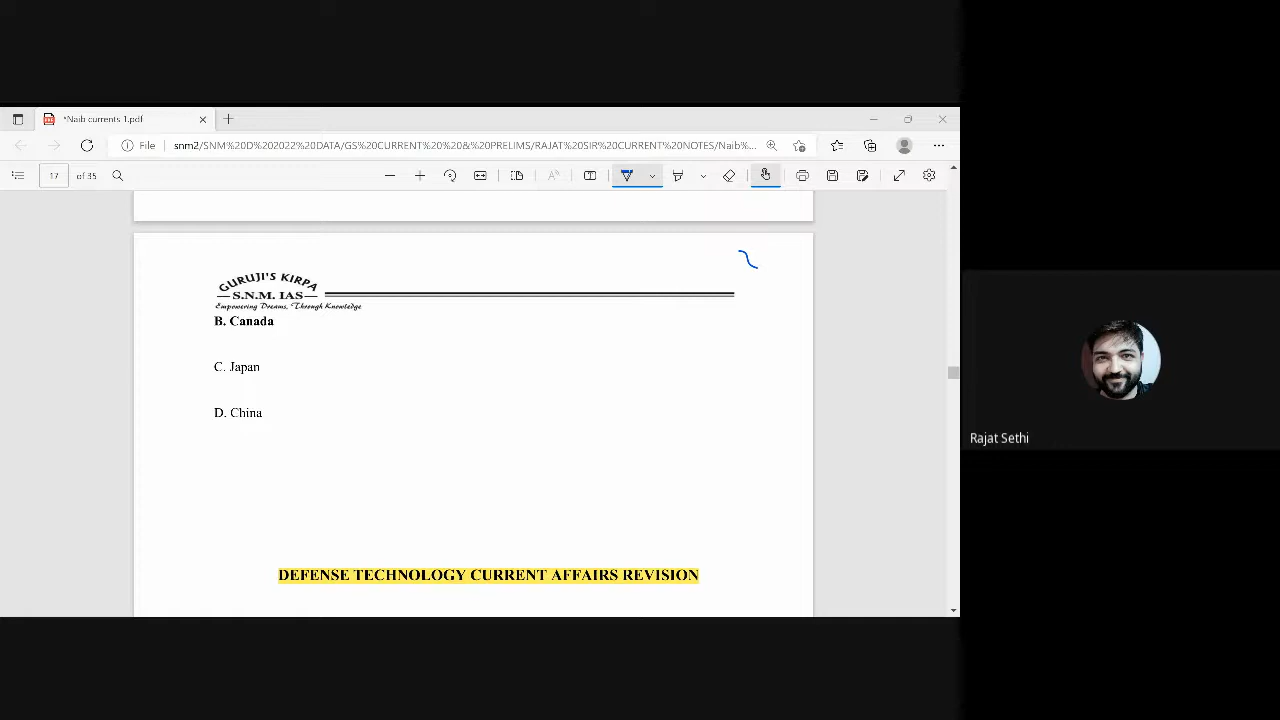 *Naib currents 1.pdf
File
snm2/SNM%20D%202022%20DATA/GS%20CURRENT%20%20&%20PRELIMS/RAJAT%20SIR%20CURRENT%20NOTES/Naib%...
17 of 35
GURUJI'S KIRPA
S.N.M. IAS
Empowering Dreams, Through Knowledge
B. Canada
C. Japan
D. China
DEFENSE TECHNOLOGY CURRENT AFFAIRS REVISION
Rajat Sethi